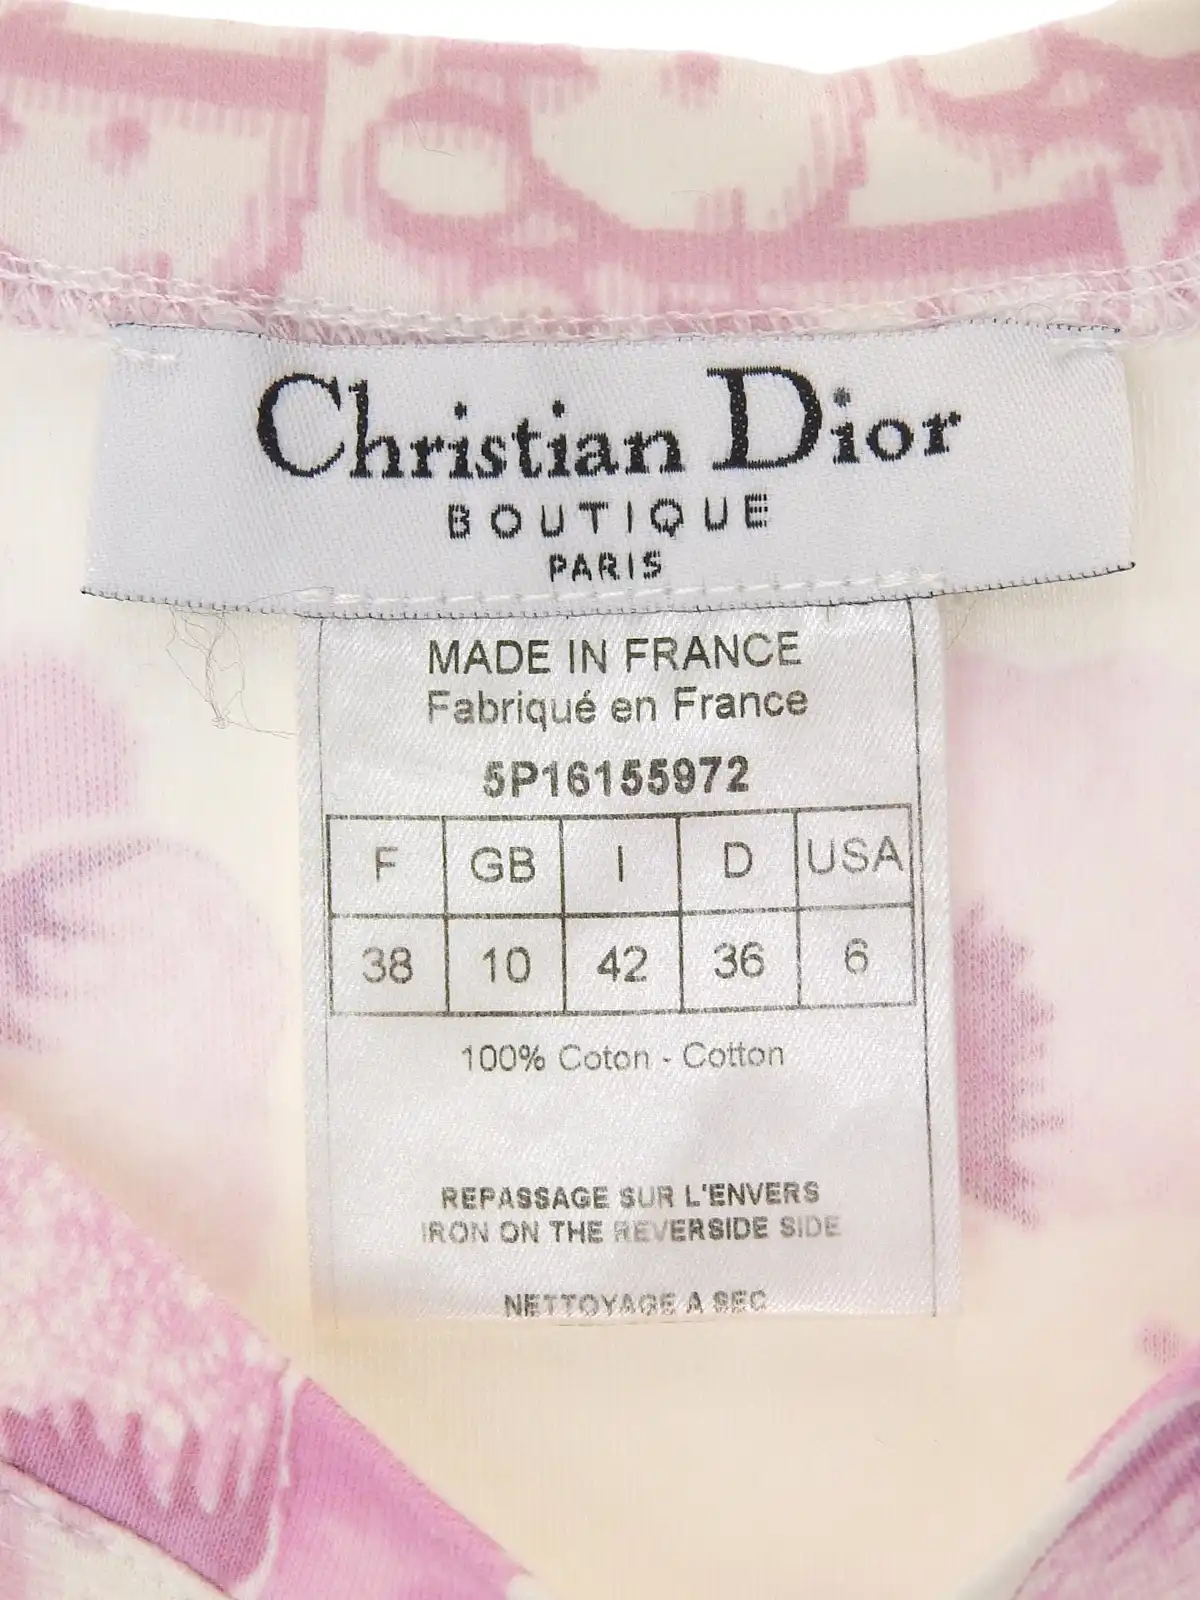 Christian Dior
BOUTIQUE
PARIS
MADE IN FRANCE
Fabriqué en France
5P16155972
F GB I D USA
38 10 42 36 6
100% Coton - Cotton
REPASSAGE SUR L'ENVERS
IRON ON THE REVERSIDE SIDE
NETTOYAGE A SEC